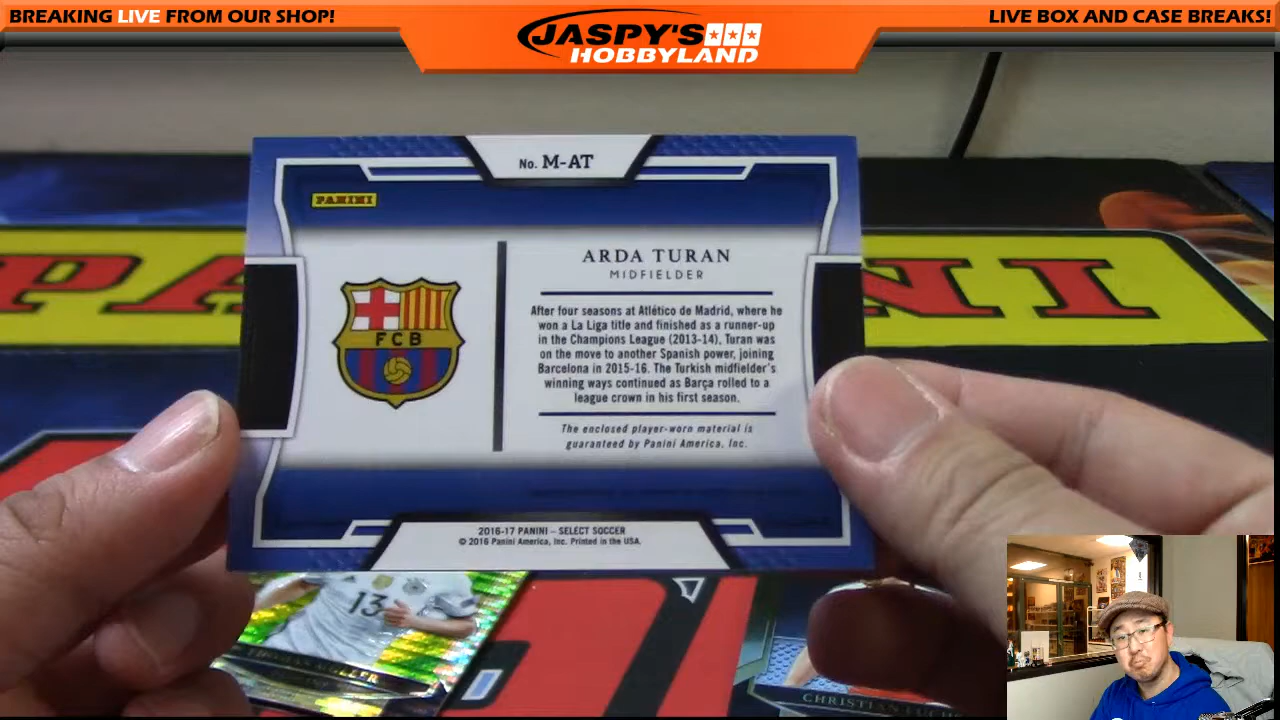 BREAKING LIVE FROM OUR SHOP!
JASPY'S
HOBBYLAND
LIVE BOX AND CASE BREAKS!
No. M-AT
PANINI
ARDA TURAN
MIDFIELDER
After four seasons at Atlético de Madrid, where he
won a La Liga title and finished as a runner-up
in the Champions League (2013-14), Turan was
on the move to another Spanish power, joining
Barcelona in 2015-16. The Turkish midfielder's
winning ways continued as Barça rolled to a
league crown in his first season.
The enclosed player-worn material is
guaranteed by Panini America, Inc.
FCB
2016-17 PANINI – SELECT SOCCER
© 2016 Panini America, Inc. Printed in the USA.
PA NI
13
CHRISTIAN